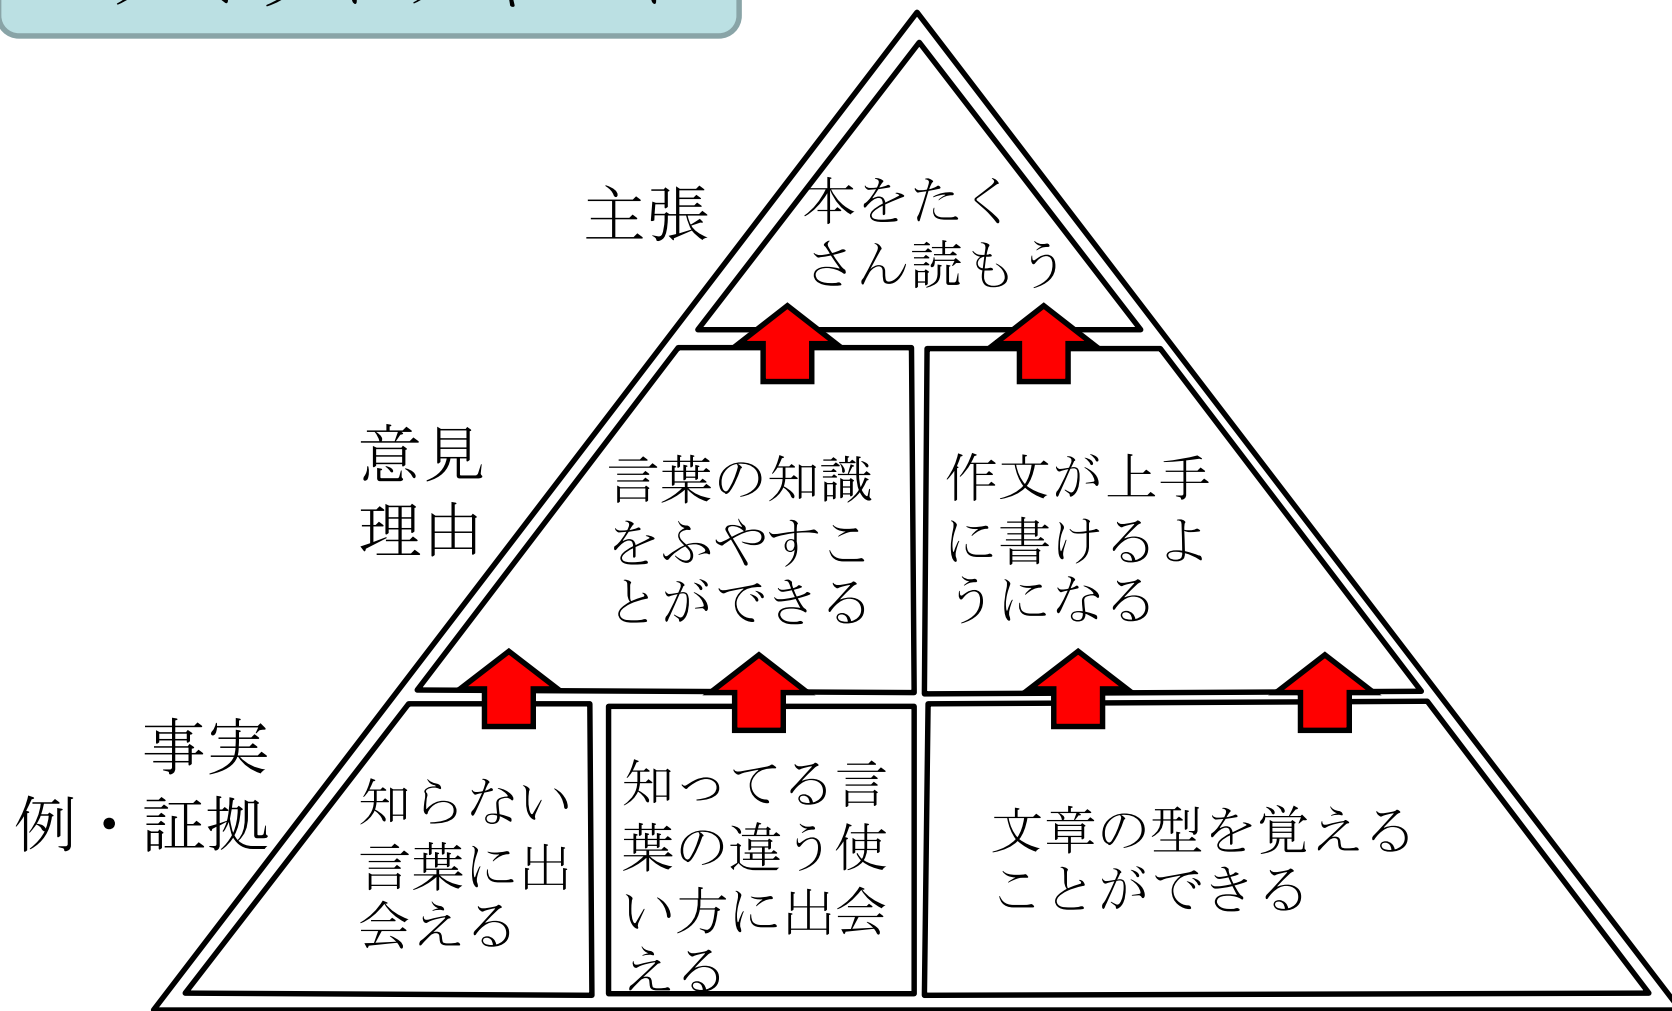 主張
本をたく
さん読もう
意見
理由
言葉の知識
をふやすこ
とができる
作文が上手
に書けるよ
うになる
事実
例・証拠
知らない
言葉に出
会える
知ってる言
葉の違う使
い方に出会
える
文章の型を覚える
ことができる